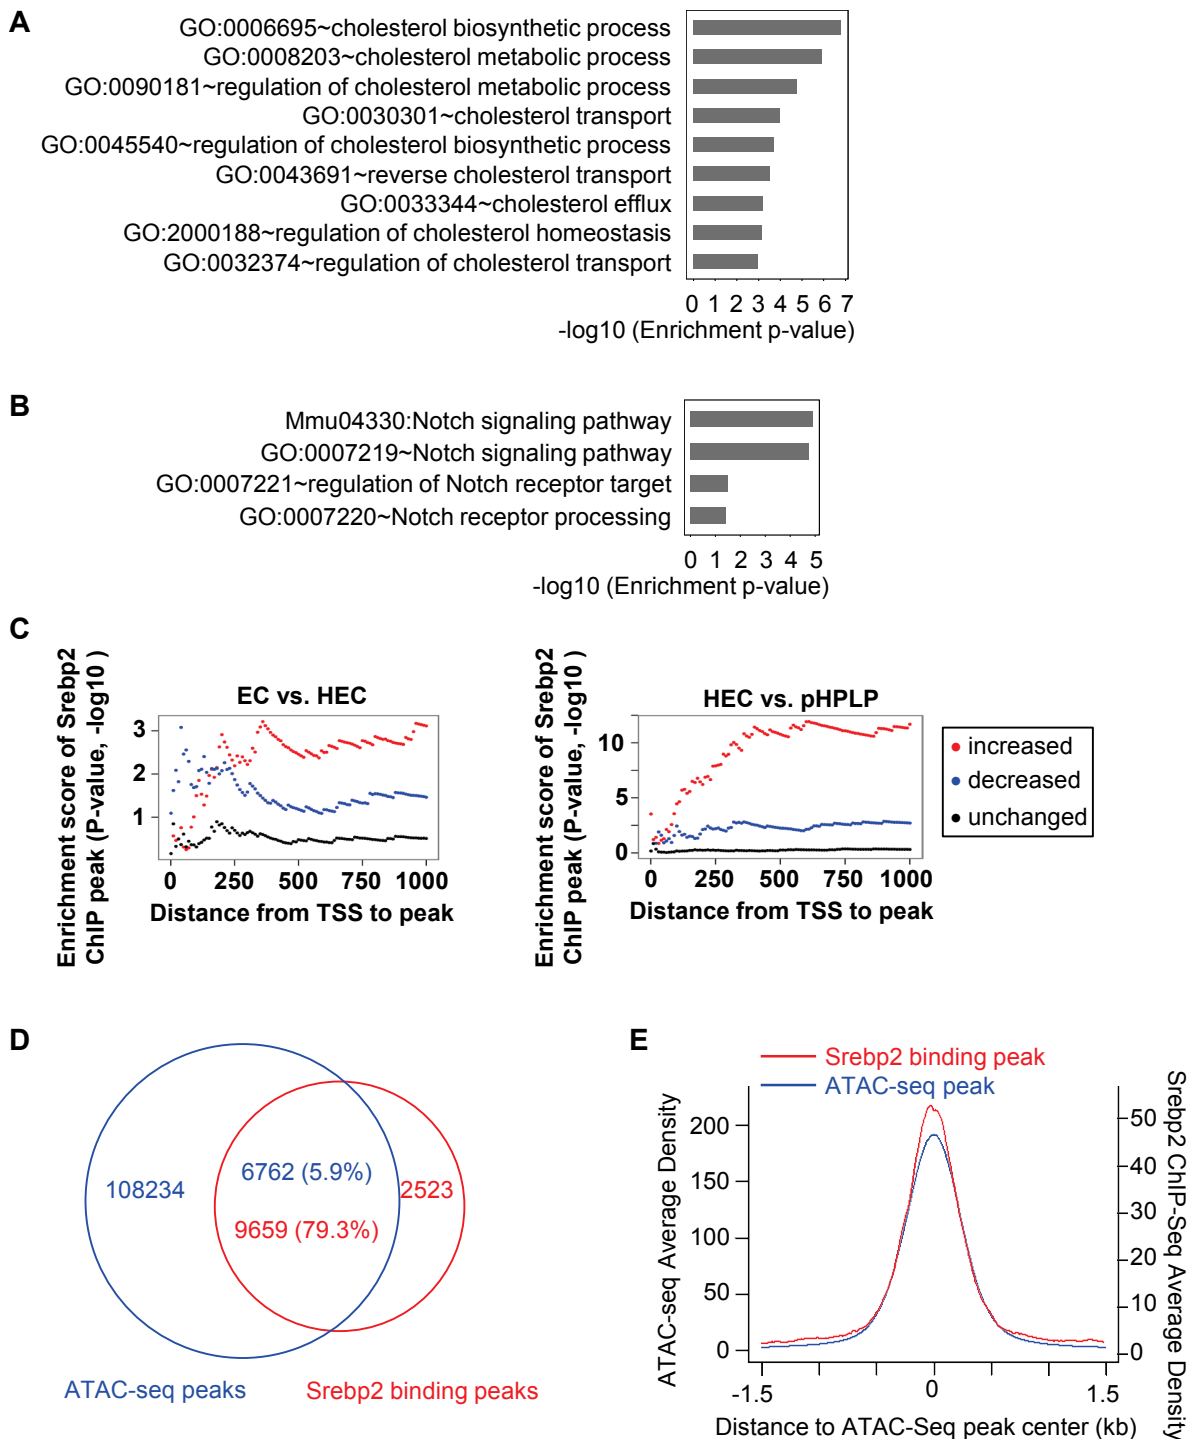 A
GO:0006695~cholesterol biosynthetic process
GO:0008203~cholesterol metabolic process
GO:0090181~regulation of cholesterol metabolic process
GO:0030301~cholesterol transport
GO:0045540~regulation of cholesterol biosynthetic process
GO:0043691~reverse cholesterol transport
GO:0033344~cholesterol efflux
GO:2000188~regulation of cholesterol homeostasis
GO:0032374~regulation of cholesterol transport
0 1 2 3 4 5 6 7
-log10 (Enrichment p-value)
B
Mmu04330:Notch signaling pathway
GO:0007219~Notch signaling pathway
GO:0007221~regulation of Notch receptor target
GO:0007220~Notch receptor processing
0 1 2 3 4 5
-log10 (Enrichment p-value)
C
Enrichment score of Srebp2
ChIP peak (P-value, -log10 )
EC vs. HEC
3
2
1
0 250 500 750 1000
Distance from TSS to peak
Enrichment score of Srebp2
ChIP peak (P-value, -log10 )
HEC vs. pHPLP
10
5
0
0 250 500 750 1000
Distance from TSS to peak
increased
decreased
unchanged
D
108234
6762 (5.9%)
9659 (79.3%)
2523
ATAC-seq peaks
Srebp2 binding peaks
E
Srebp2 binding peak
ATAC-seq peak
ATAC-seq Average Density
200
150
100
50
0
Srebp2 ChIP-Seq Average Density
50
40
30
20
10
0
-1.5 0 1.5
Distance to ATAC-Seq peak center (kb)